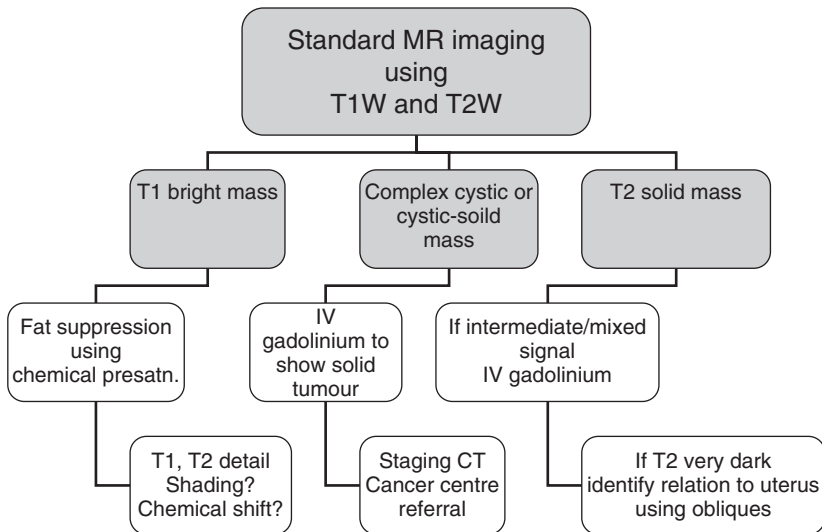 Standard MR imaging
using
T1W and T2W
T1 bright mass
Complex cystic or
cystic-soild
mass
T2 solid mass
Fat suppression
using
chemical presatn.
IV
gadolinium to
show solid
tumour
If intermediate/mixed
signal
IV gadolinium
T1, T2 detail
Shading?
Chemical shift?
Staging CT
Cancer centre
referral
If T2 very dark
identify relation to uterus
using obliques